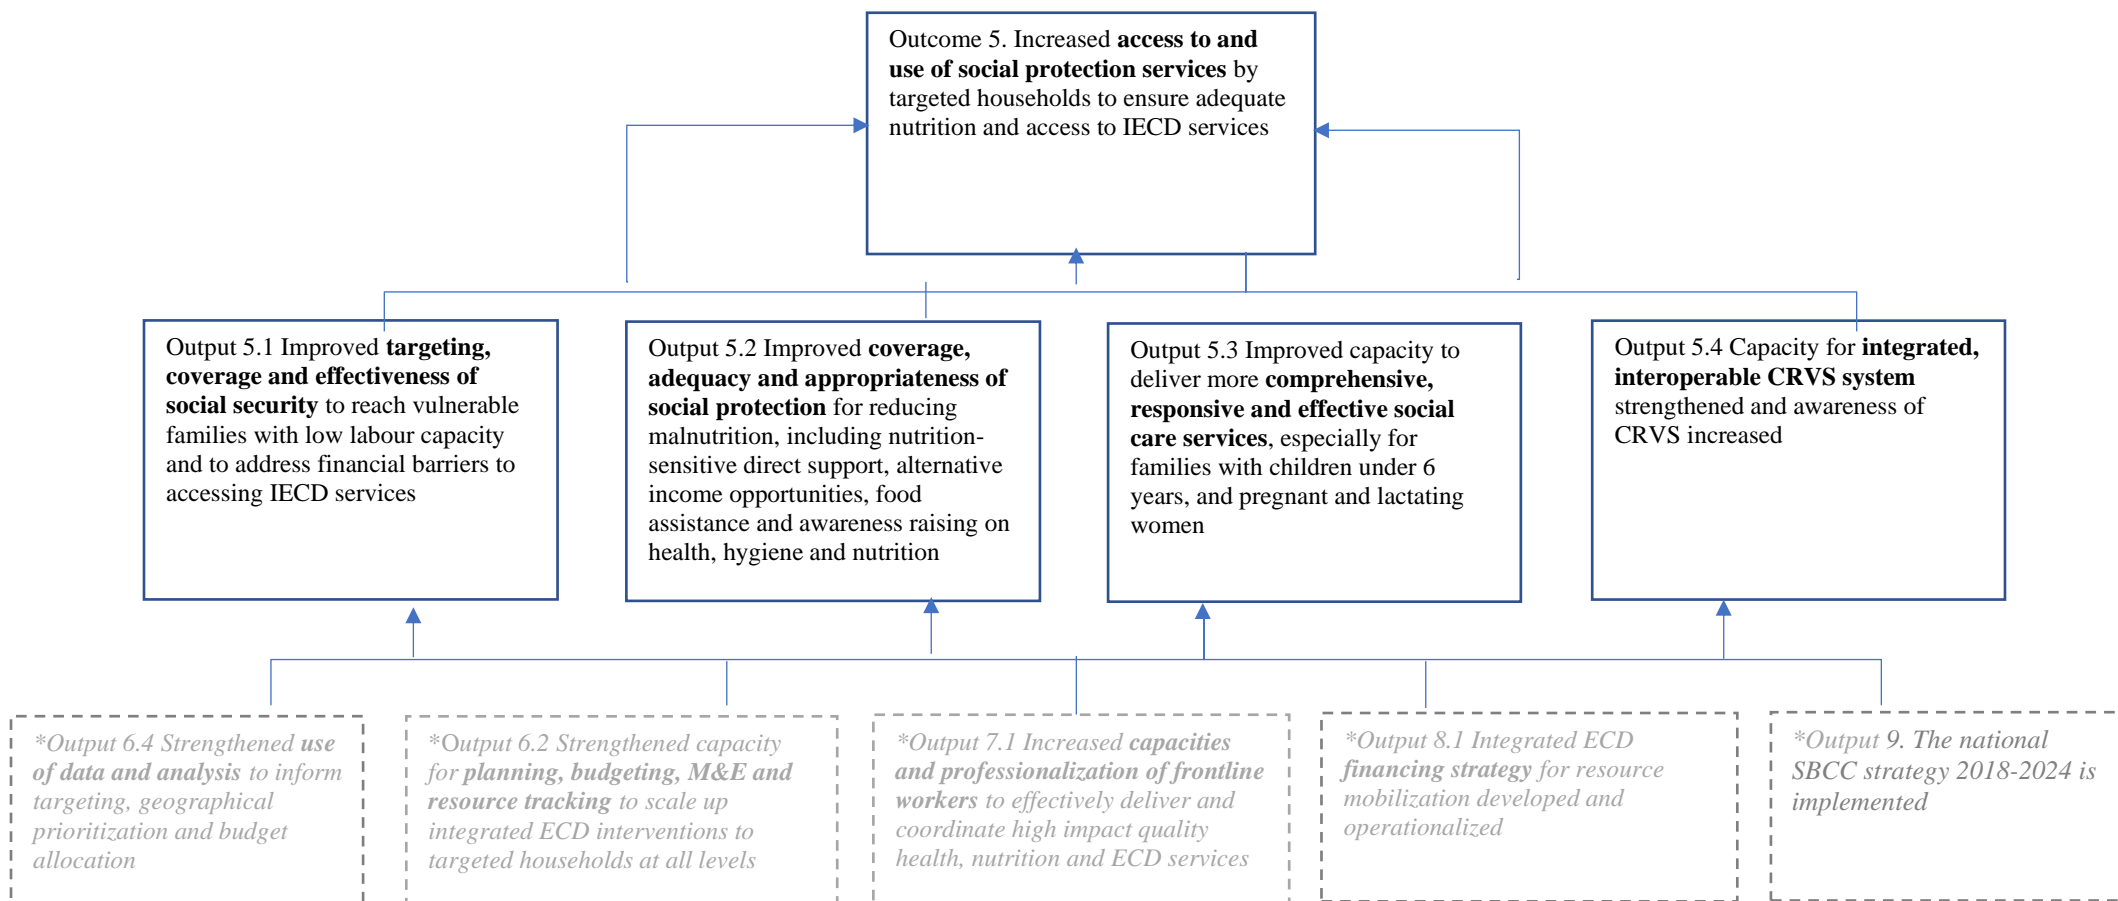 Outcome 5. Increased access to and
use of social protection services by
targeted households to ensure adequate
nutrition and access to IECD services
Output 5.1 Improved targeting,
coverage and effectiveness of
social security to reach vulnerable
families with low labour capacity
and to address financial barriers to
accessing IECD services
Output 5.2 Improved coverage,
adequacy and appropriateness of
social protection for reducing
malnutrition, including nutrition-
sensitive direct support, alternative
income opportunities, food
assistance and awareness raising on
health, hygiene and nutrition
Output 5.3 Improved capacity to
deliver more comprehensive,
responsive and effective social
care services, especially for
families with children under 6
years, and pregnant and lactating
women
Output 5.4 Capacity for integrated,
interoperable CRVS system
strengthened and awareness of
CRVS increased
*Output 6.4 Strengthened use
of data and analysis to inform
targeting, geographical
prioritization and budget
allocation
*Output 6.2 Strengthened capacity
for planning, budgeting, M&E and
resource tracking to scale up
integrated ECD interventions to
targeted households at all levels
*Output 7.1 Increased capacities
and professionalization of frontline
workers to effectively deliver and
coordinate high impact quality
health, nutrition and ECD services
*Output 8.1 Integrated ECD
financing strategy for resource
mobilization developed and
operationalized
*Output 9. The national
SBCC strategy 2018-2024 is
implemented